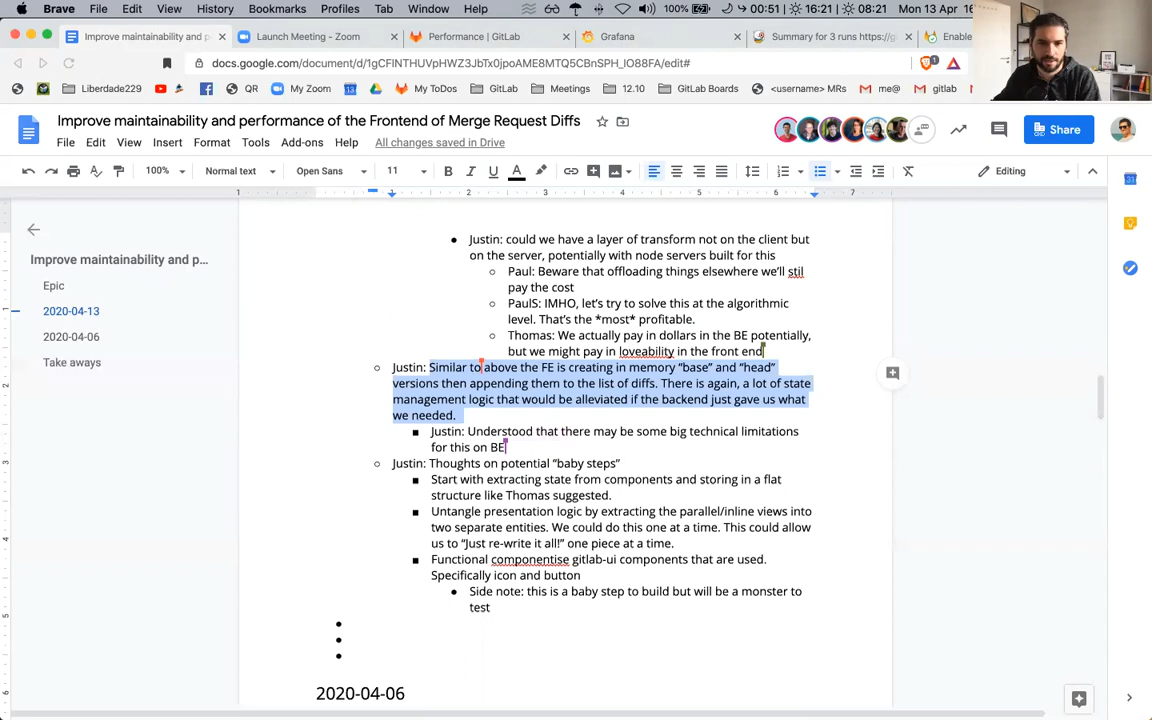 Brave File Edit View History Bookmarks Profiles Tab Window Help 100% 00:51 16:21 08:21 Mon 13 Apr 16
Improve maintainability and p Launch Meeting - Zoom Performance | GitLab Grafana Summary for 3 runs https://g Enable
docs.google.com/document/d/1gCFINTHUVpHWZ3JbTx0jpoAME8MTQ5CBnSPH_lO88FA/edit#
Liberdade229 QR My Zoom My ToDos GitLab Meetings 12.10 GitLab Boards <username> MRs me@ gitlab
Improve maintainability and performance of the Frontend of Merge Request Diffs
File Edit View Insert Format Tools Add-ons Help All changes saved in Drive
Share
100% Normal text Open Sans 11 Editing
1 1 2 3 4 5 6 7
Improve maintainability and p...
Epic
2020-04-13
2020-04-06
Take aways
Justin: could we have a layer of transform not on the client but
on the server, potentially with node servers built for this
Paul: Beware that offloading things elsewhere we'll stil
pay the cost
PaulS: IMHO, let's try to solve this at the algorithmic
level. That's the *most* profitable.
Thomas: We actually pay in dollars in the BE potentially,
but we might pay in loveability in the front end
Justin: Similar to above the FE is creating in memory "base" and "head"
versions then appending them to the list of diffs. There is again, a lot of state
management logic that would be alleviated if the backend just gave us what
we needed.
Justin: Understood that there may be some big technical limitations
for this on BE
Justin: Thoughts on potential "baby steps"
Start with extracting state from components and storing in a flat
structure like Thomas suggested.
Untangle presentation logic by extracting the parallel/inline views into
two separate entities. We could do this one at a time. This could allow
us to "Just re-write it all!" one piece at a time.
Functional componentise gitlab-ui components that are used.
Specifically icon and button
Side note: this is a baby step to build but will be a monster to
test
2020-04-06